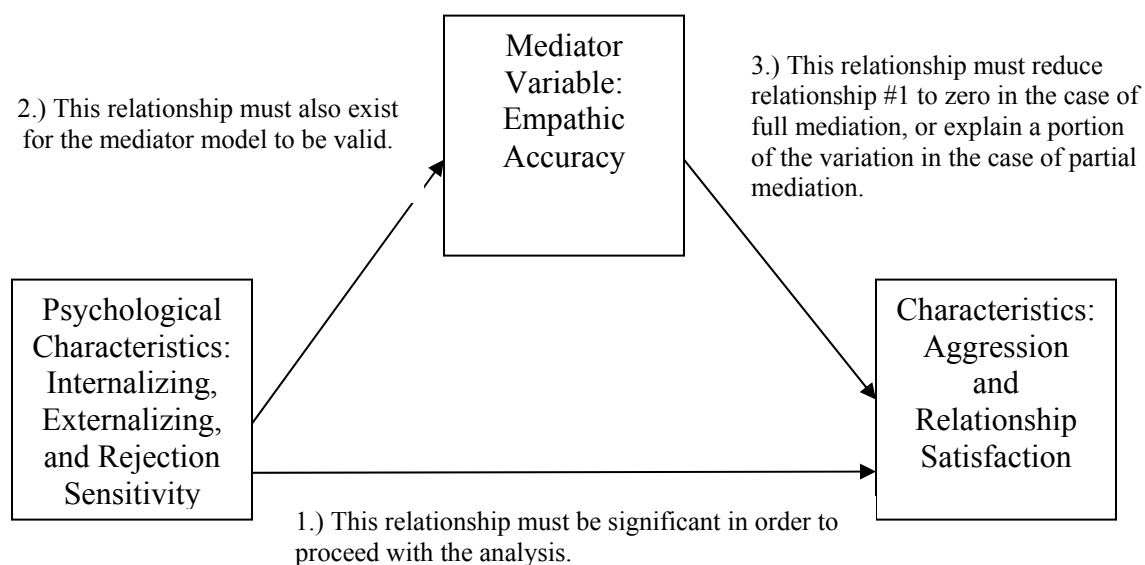 Mediator
Variable:
Empathic
Accuracy
2.) This relationship must also exist
for the mediator model to be valid.
3.) This relationship must reduce
relationship #1 to zero in the case of
full mediation, or explain a portion
of the variation in the case of partial
mediation.
Psychological
Characteristics:
Internalizing,
Externalizing,
and Rejection
Sensitivity
Characteristics:
Aggression
and
Relationship
Satisfaction
1.) This relationship must be significant in order to
proceed with the analysis.